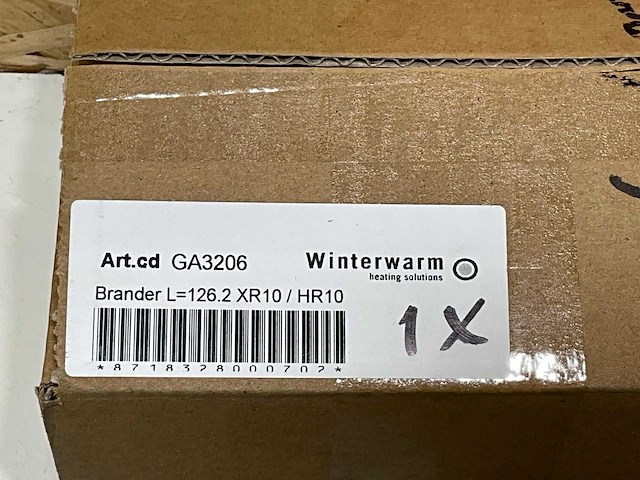 Art.cd GA3206
Winterwarm
heating solutions
Brander L=126.2 XR10 / HR10
1X
*8718328000702*